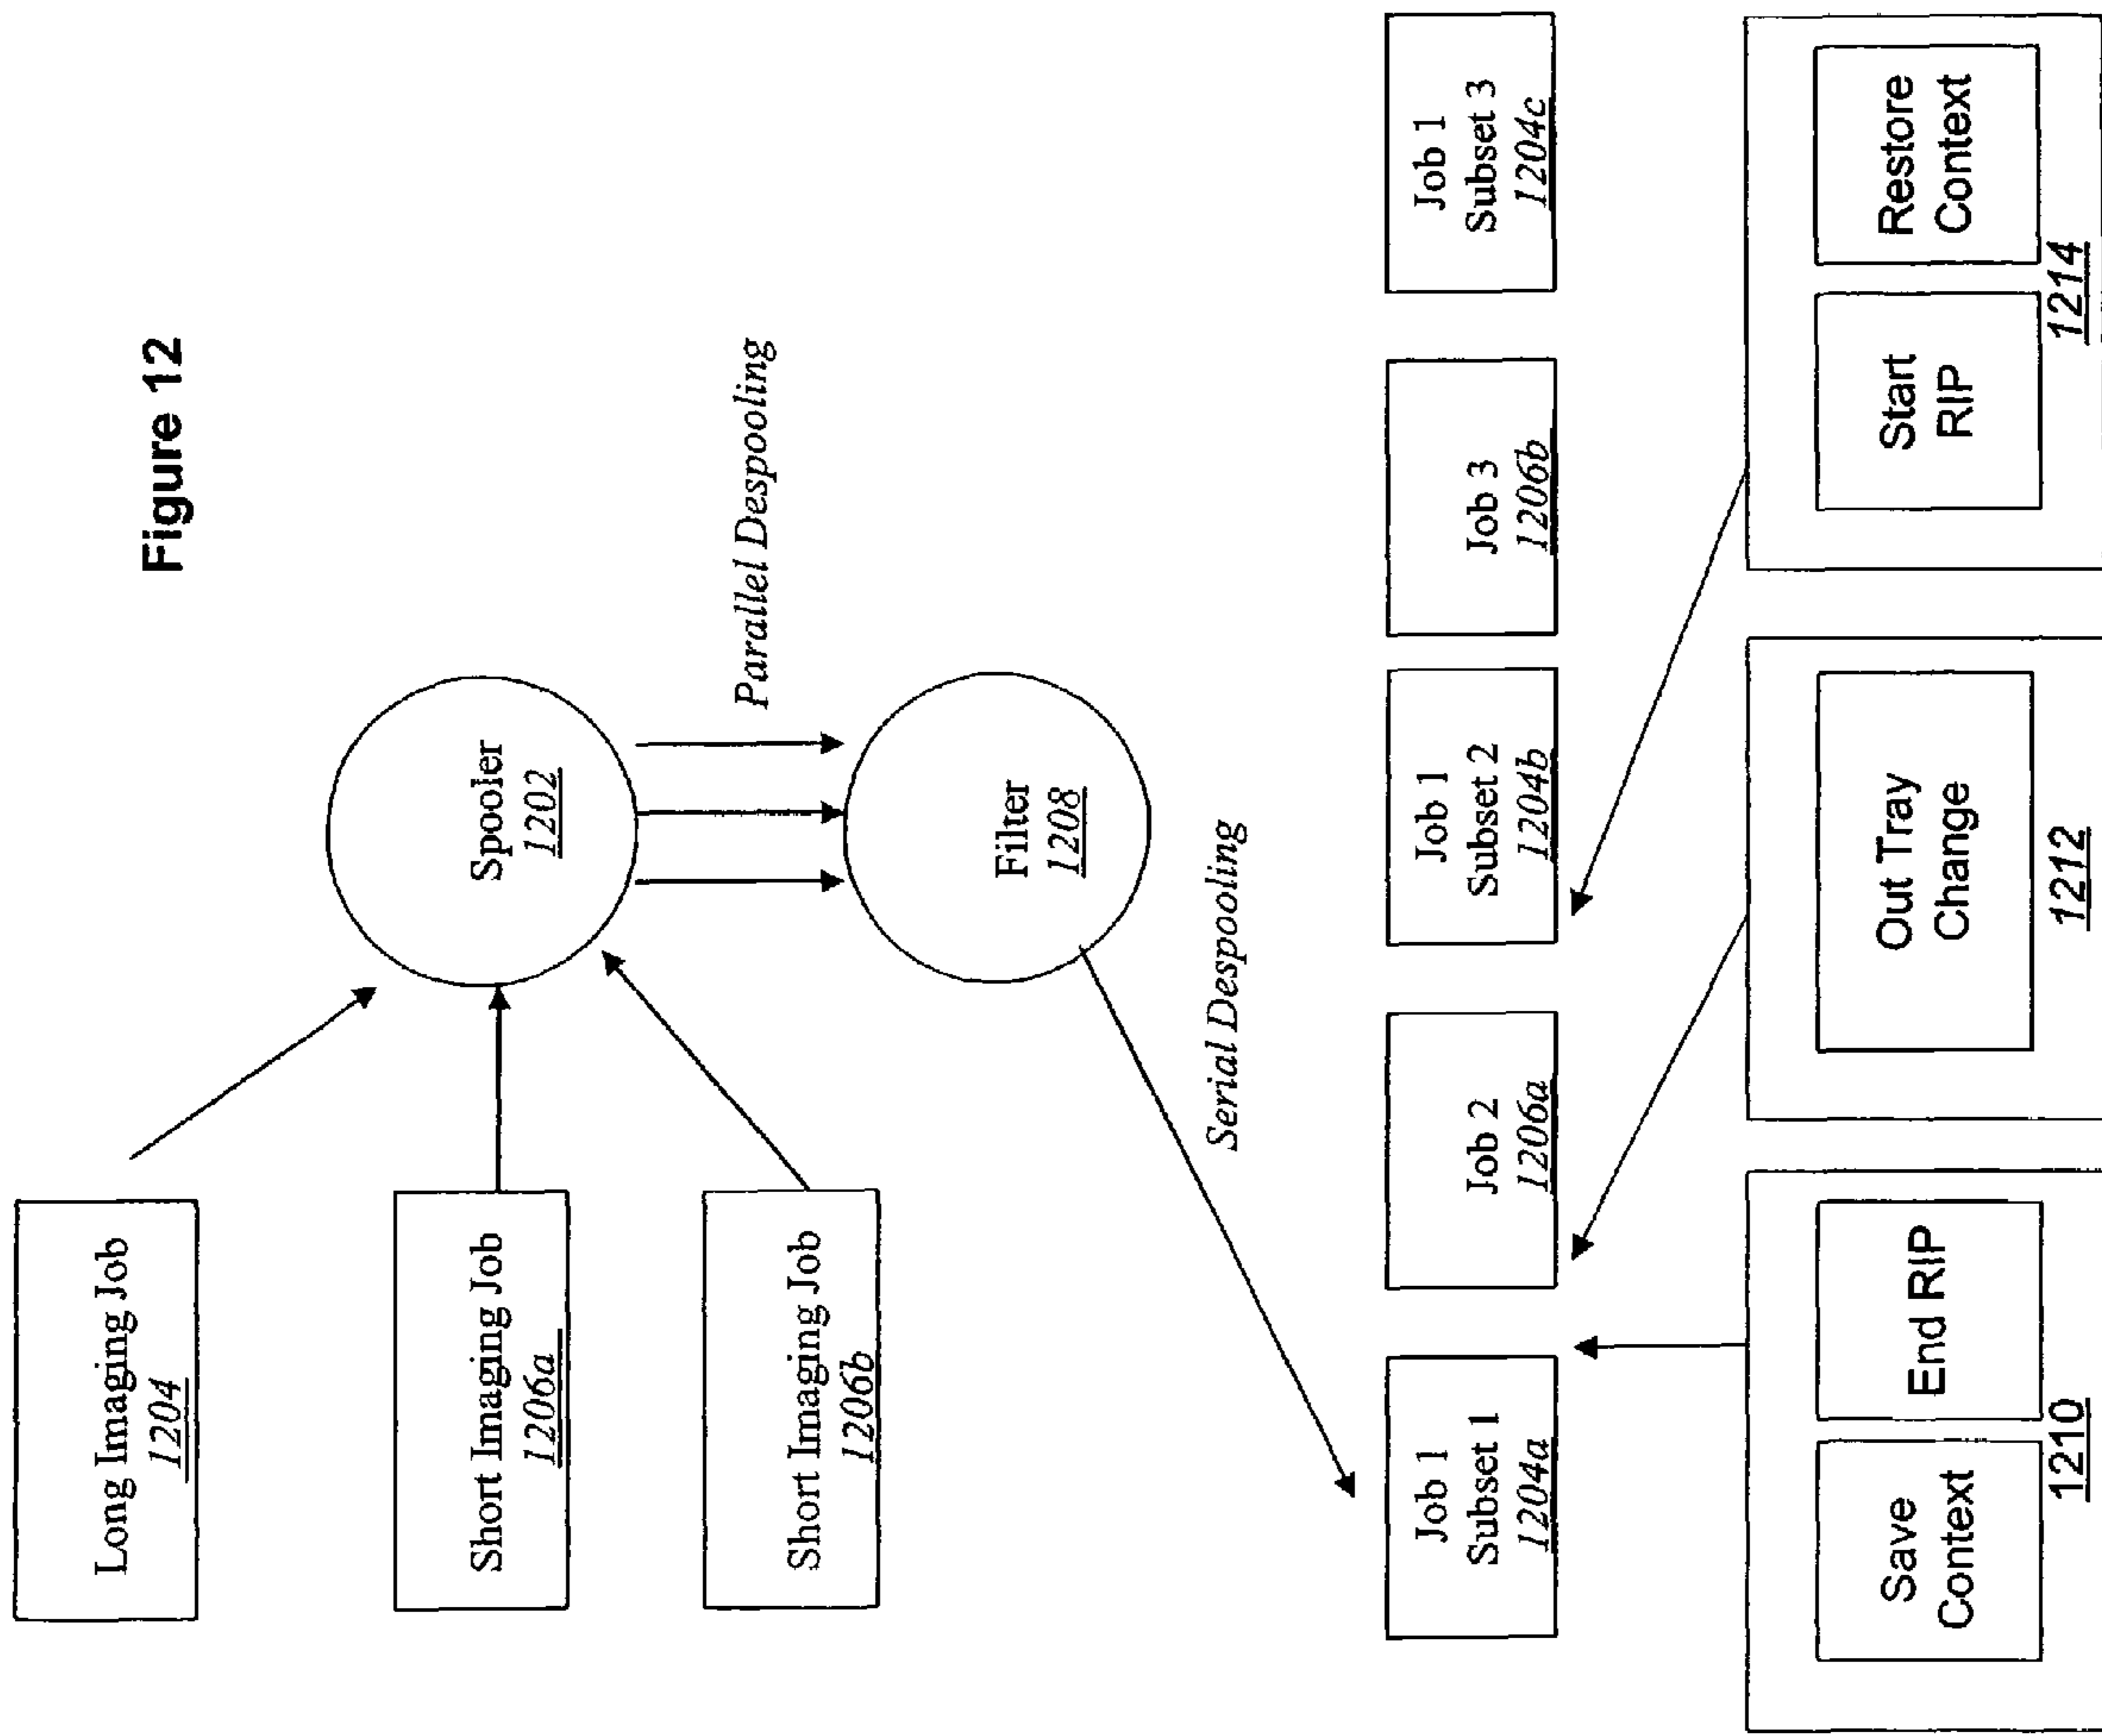 Figure 12
Long Imaging Job
1204
Short Imaging Job
1206a
Short Imaging Job
1206b
Spooler
1202
Parallel Despooling
Filter
1208
Serial Despooling
Job 1
Subset 1
1204a
Job 2
1206a
Job 1
Subset 2
1204b
Job 3
1206b
Job 1
Subset 3
1204c
Save
Context
End RIP
1210
Out Tray
Change
1212
Start
RIP
Restore
Context
1214